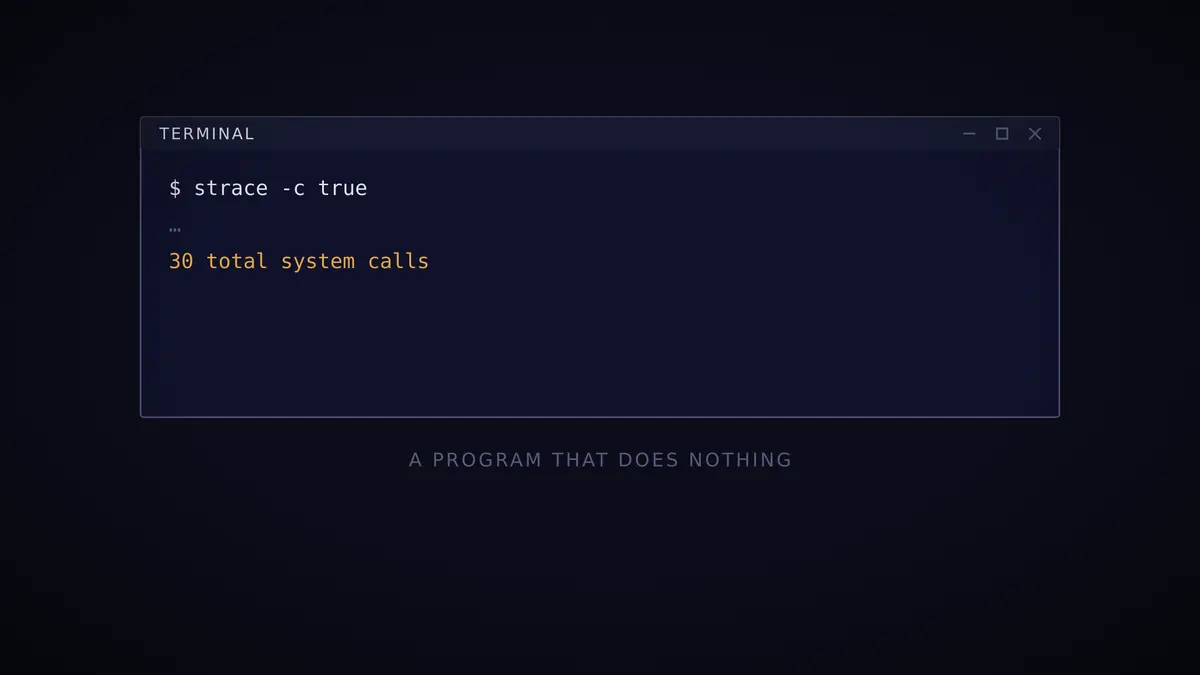 TERMINAL
$ strace -c true
…
30 total system calls
A PROGRAM THAT DOES NOTHING